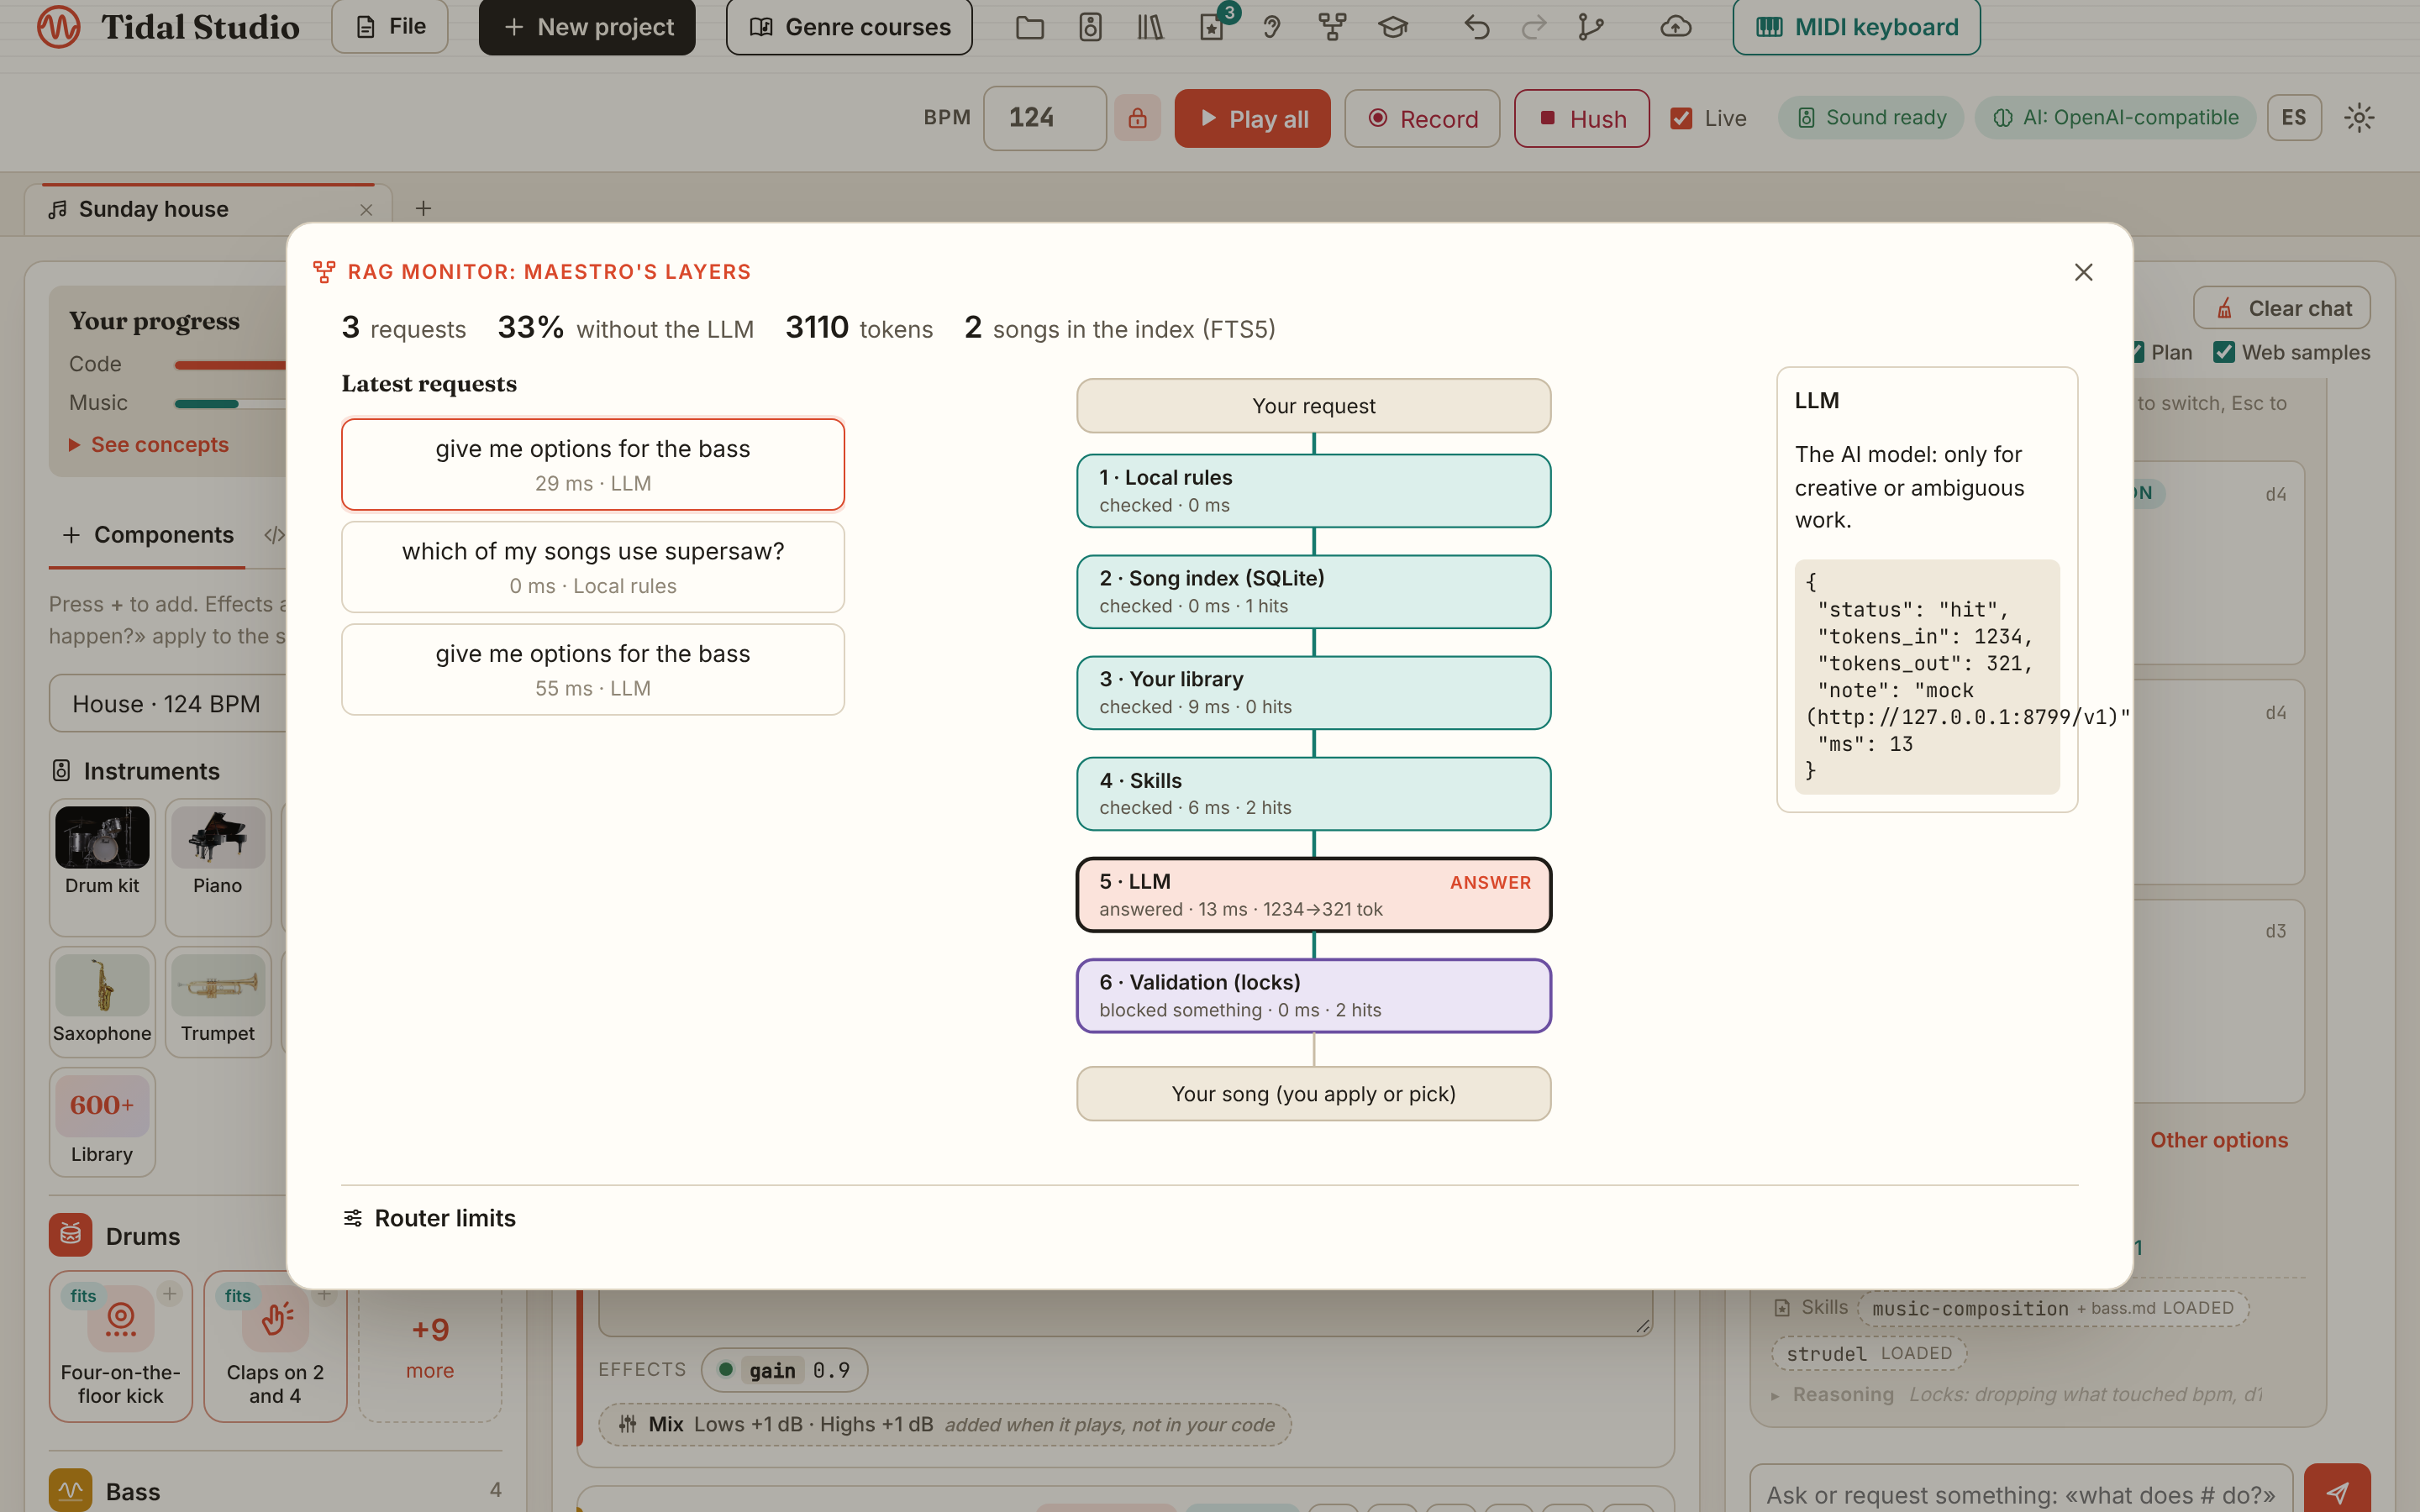 Tidal Studio
File
New project
Genre courses
3
MIDI keyboard
BPM
124
Play all
Record
Hush
Live
Sound ready
AI: OpenAI-compatible
ES
Sunday house
Your progress
Code
Music
See concepts
Components
Press + to add. Effects
happen?» apply to the
House · 124 BPM
Instruments
Drum kit
Piano
Saxophone
Trumpet
600+
Library
Drums
fits
Four-on-the-
floor kick
fits
Claps on 2
and 4
+9
more
Bass
4
RAG MONITOR: MAESTRO'S LAYERS
3 requests 33% without the LLM 3110 tokens 2 songs in the index (FTS5)
Latest requests
give me options for the bass
29 ms · LLM
which of my songs use supersaw?
0 ms · Local rules
give me options for the bass
55 ms · LLM
Your request
1 · Local rules
checked · 0 ms
2 · Song index (SQLite)
checked · 0 ms · 1 hits
3 · Your library
checked · 9 ms · 0 hits
4 · Skills
checked · 6 ms · 2 hits
5 · LLM
ANSWER
answered · 13 ms · 1234→321 tok
6 · Validation (locks)
blocked something · 0 ms · 2 hits
Your song (you apply or pick)
LLM
The AI model: only for
creative or ambiguous
work.
{
"status": "hit",
"tokens_in": 1234,
"tokens_out": 321,
"note": "mock
(http://127.0.0.1:8799/v1)"
"ms": 13
}
Router limits
EFFECTS
gain 0.9
Mix Lows +1 dB · Highs +1 dB added when it plays, not in your code
Clear chat
Plan
Web samples
to switch, Esc to
d4
d4
d3
Other options
1
Skills music-composition + bass.md LOADED
strudel LOADED
Reasoning Locks: dropping what touched bpm,
Ask or request something: «what does # do?»